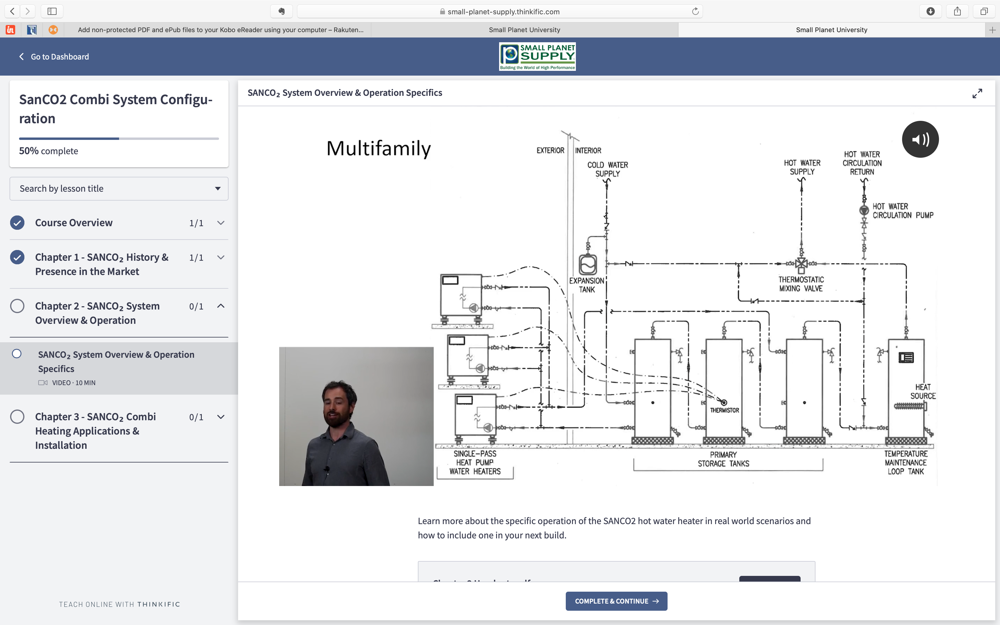 small-planet-supply.thinkific.com
in
Add non-protected PDF and ePub files to your Kobo eReader using your computer – Rakuten...
Small Planet University
Small Planet University
Go to Dashboard
SMALL PLANET
SUPPLY
Building the World of High Performance
SanCO2 Combi System Configu-
ration
50% complete
Search by lesson title
Course Overview 1/1
Chapter 1 - SANCO₂ History & 1/1
Presence in the Market
Chapter 2 - SANCO₂ System 0/1
Overview & Operation
SANCO₂ System Overview & Operation
Specifics
VIDEO · 10 MIN
Chapter 3 - SANCO₂ Combi 0/1
Heating Applications &
Installation
TEACH ONLINE WITH THINKIFIC
SANCO₂ System Overview & Operation Specifics
Multifamily
EXTERIOR INTERIOR
COLD WATER
SUPPLY
HOT WATER
SUPPLY
HOT WATER
CIRCULATION
RETURN
HOT WATER
CIRCULATION PUMP
EXPANSION
TANK
THERMOSTATIC
MIXING VALVE
THERMISTOR
HEAT
SOURCE
SINGLE-PASS
HEAT PUMP
WATER HEATERS
PRIMARY
STORAGE TANKS
TEMPERATURE
MAINTENANCE
LOOP TANK
Learn more about the specific operation of the SANCO2 hot water heater in real world scenarios and
how to include one in your next build.
COMPLETE & CONTINUE →